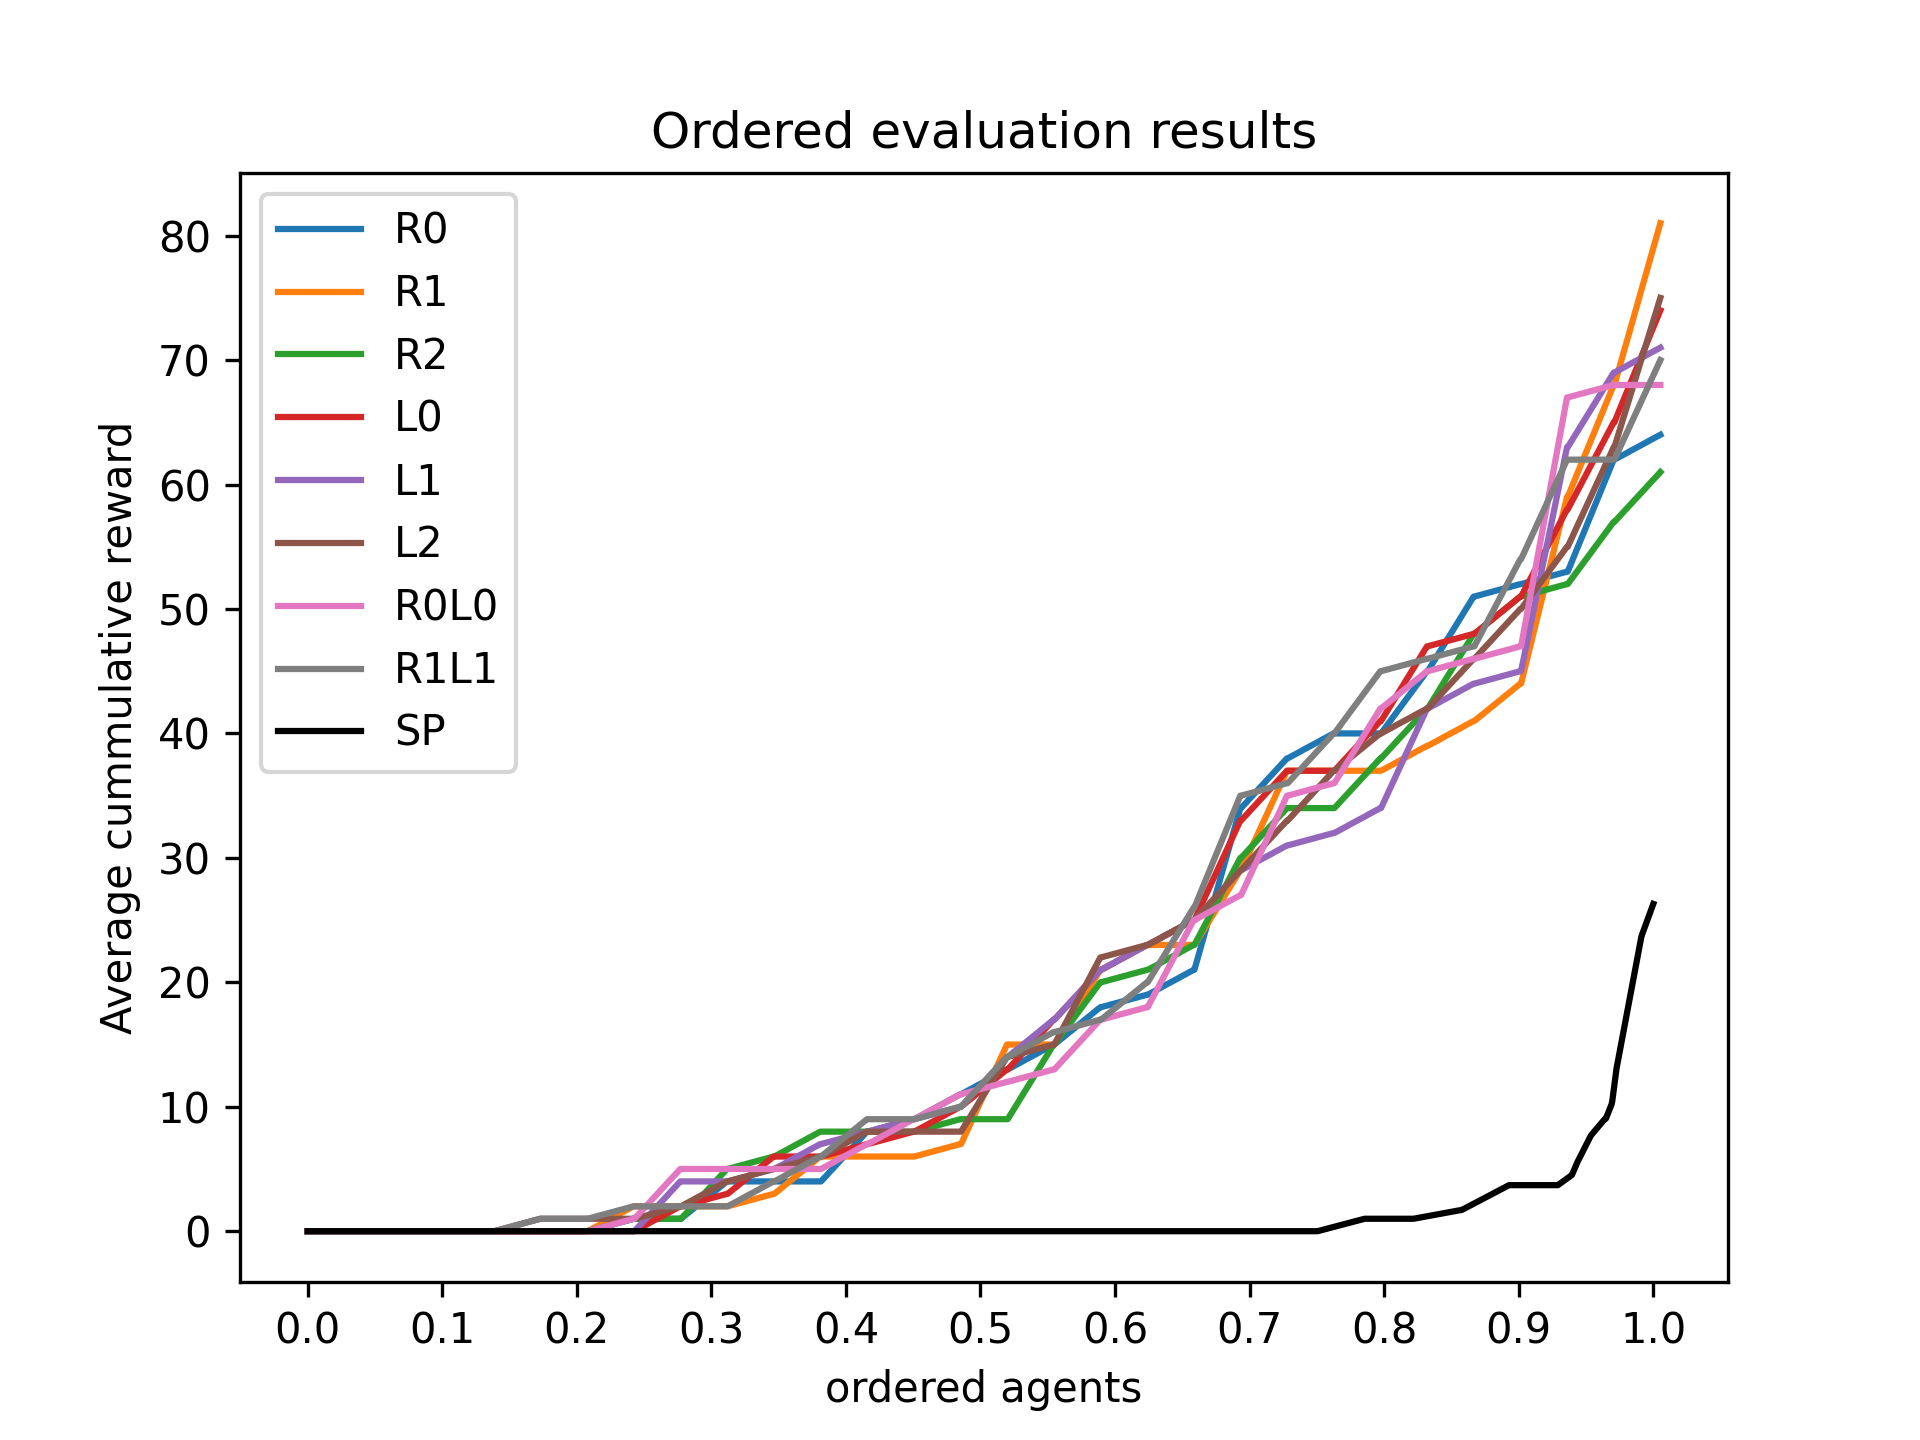 Ordered evaluation results
Average cummulative reward
80
70
60
50
40
30
20
10
0
R0
R1
R2
L0
L1
L2
R0L0
R1L1
SP
0.0 0.1 0.2 0.3 0.4 0.5 0.6 0.7 0.8 0.9 1.0
ordered agents